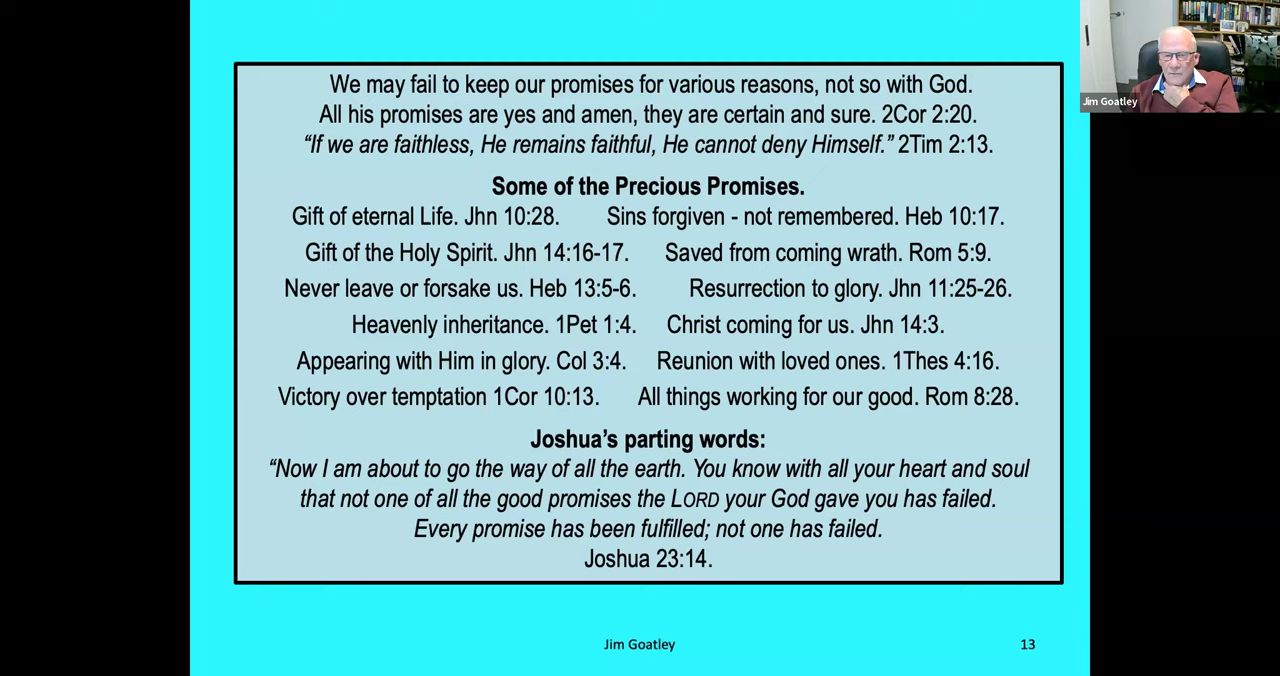 We may fail to keep our promises for various reasons, not so with God.
All his promises are yes and amen, they are certain and sure. 2Cor 2:20.
“If we are faithless, He remains faithful, He cannot deny Himself.” 2Tim 2:13.
Some of the Precious Promises.
Gift of eternal Life. Jhn 10:28. Sins forgiven - not remembered. Heb 10:17.
Gift of the Holy Spirit. Jhn 14:16-17. Saved from coming wrath. Rom 5:9.
Never leave or forsake us. Heb 13:5-6. Resurrection to glory. Jhn 11:25-26.
Heavenly inheritance. 1Pet 1:4. Christ coming for us. Jhn 14:3.
Appearing with Him in glory. Col 3:4. Reunion with loved ones. 1Thes 4:16.
Victory over temptation 1Cor 10:13. All things working for our good. Rom 8:28.
Joshua’s parting words:
“Now I am about to go the way of all the earth. You know with all your heart and soul
that not one of all the good promises the LORD your God gave you has failed.
Every promise has been fulfilled; not one has failed.
Joshua 23:14.
Jim Goatley 13
Jim Goatley